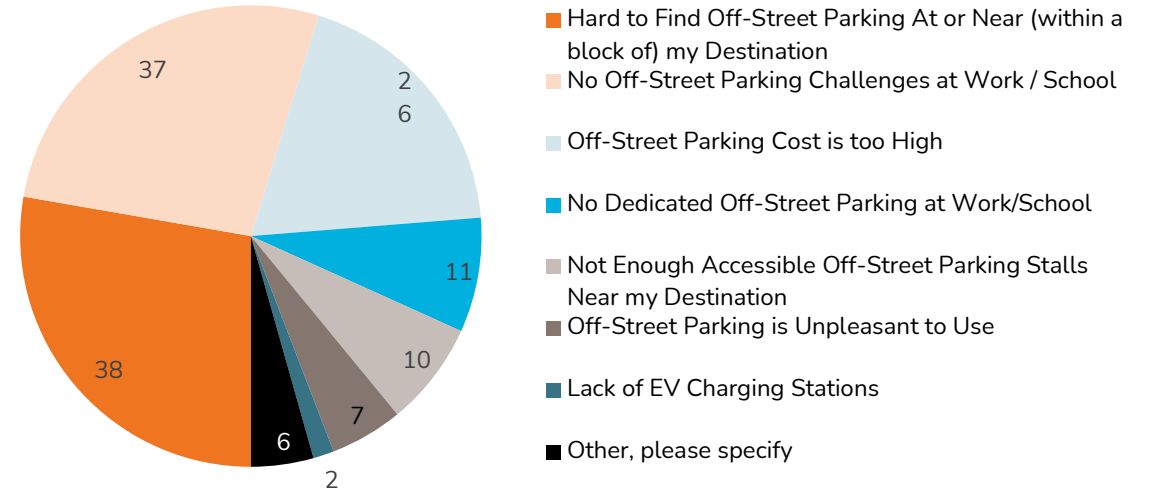 37
2
6
11
10
7
6
2
38
Hard to Find Off-Street Parking At or Near (within a
block of) my Destination
No Off-Street Parking Challenges at Work / School
Off-Street Parking Cost is too High
No Dedicated Off-Street Parking at Work/School
Not Enough Accessible Off-Street Parking Stalls
Near my Destination
Off-Street Parking is Unpleasant to Use
Lack of EV Charging Stations
Other, please specify